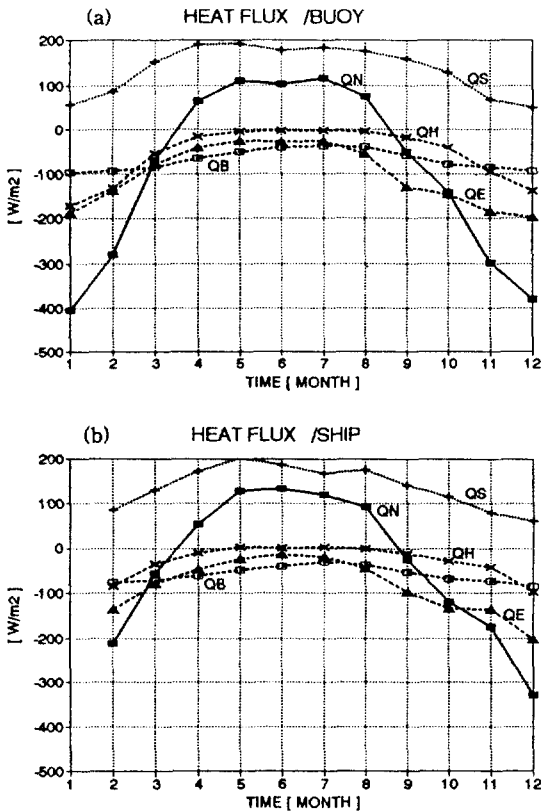 (a) HEAT FLUX /BUOY
200
100
0
-100
-200
-300
-400
-500
[ W/m2 ]
QS
QN
QH
QB
QE
1 2 3 4 5 6 7 8 9 10 11 12
TIME [ MONTH ]
(b) HEAT FLUX /SHIP
200
100
0
-100
-200
-300
-400
-500
[ W/m2 ]
QS
QN
QH
QB
QE
1 2 3 4 5 6 7 8 9 10 11 12
TIME [ MONTH ]